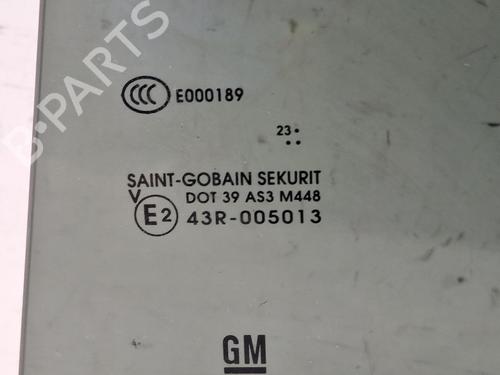 B-PARTS
CCC E000189
23
SAINT-GOBAIN SEKURIT
V DOT 39 AS3 M448
E2 43R-005013
GM